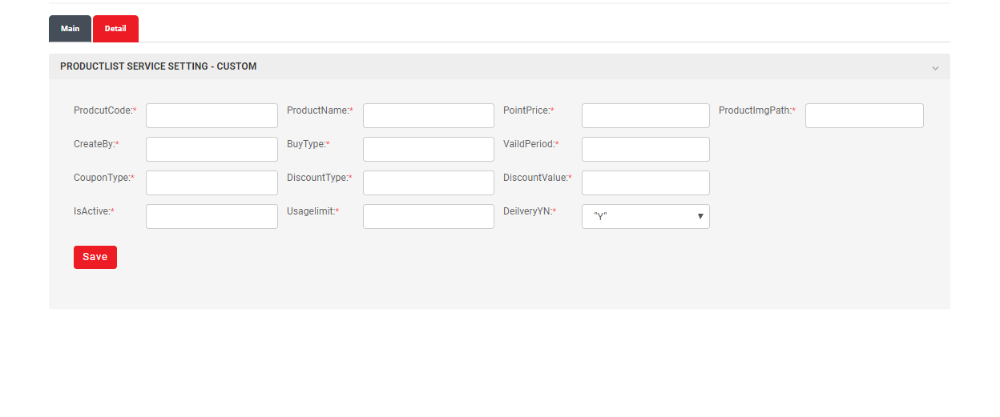 Main Detail
PRODUCTLIST SERVICE SETTING - CUSTOM
ProdcutCode:* ProductName:* PointPrice:* ProductImgPath:*
CreateBy:* BuyType:* VaildPeriod:*
CouponType:* DiscountType:* DiscountValue:*
IsActive:* Usagelimit:* DeilveryYN:* "Y"
Save